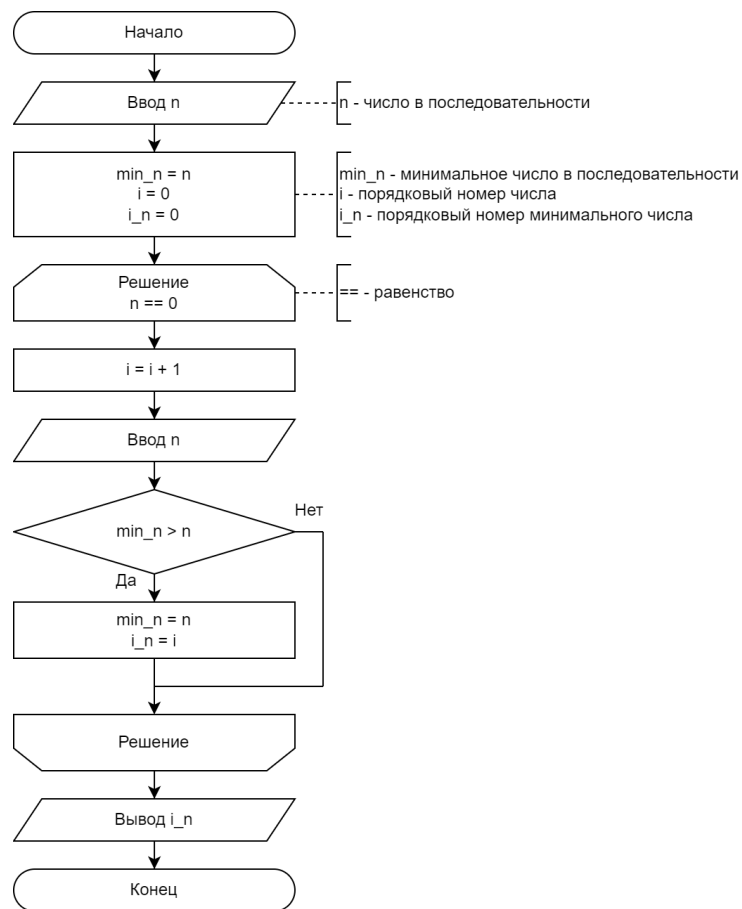 Начало
Ввод n
n - число в последовательности
min_n = n
i = 0
i_n = 0
min_n - минимальное число в последовательности
i - порядковый номер числа
i_n - порядковый номер минимального числа
Решение
n == 0
== - равенство
i = i + 1
Ввод n
min_n > n
Нет
Да
min_n = n
i_n = i
Решение
Вывод i_n
Конец